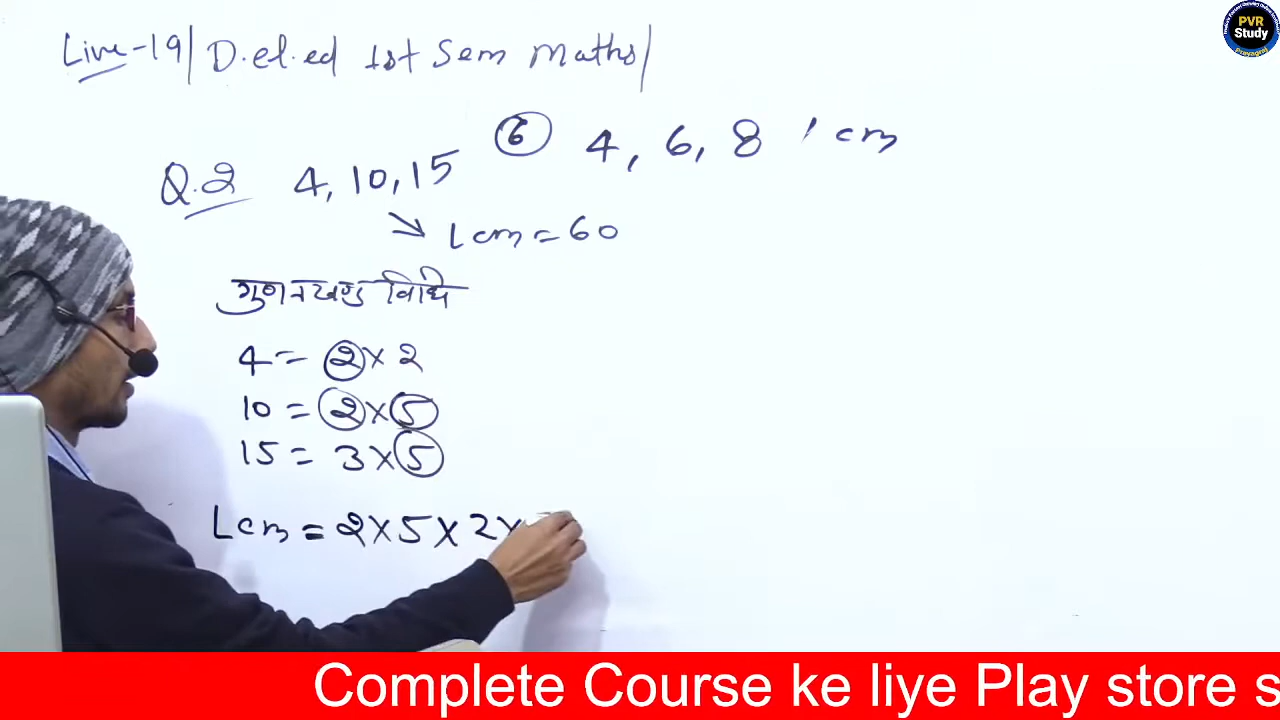 Live-19/ D.el.ed 1st Sem Maths/
PVR
Study
Prayagraj
⑥ 4, 6, 8 lcm
Q.2 4, 10, 15
↘ Lcm = 60
गुणनखण्ड विधि
4 = 2 × 2
10 = 2 × 5
15 = 3 × 5
Lcm = 2 × 5 × 2 ×
Complete Course ke liye Play store s